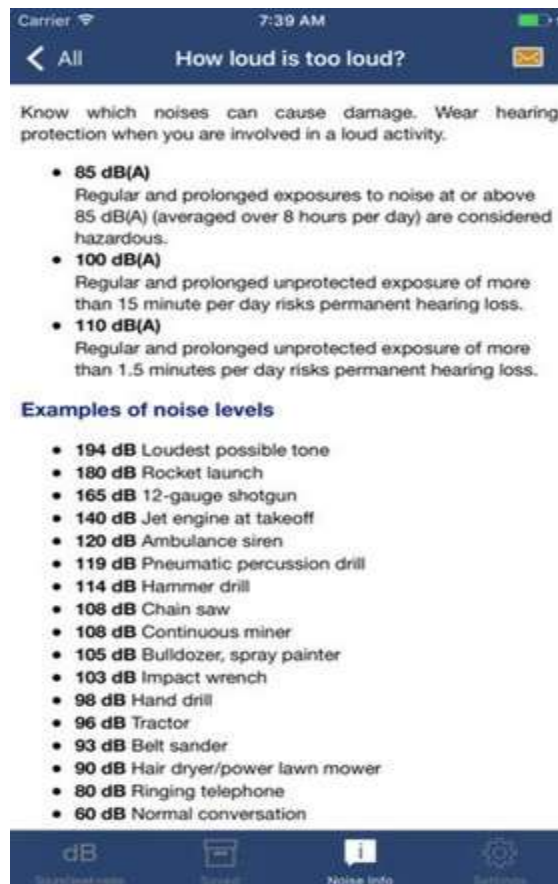 Carrier 7:39 AM
All How loud is too loud?
Know which noises can cause damage. Wear hearing
protection when you are involved in a loud activity.
• 85 dB(A)
Regular and prolonged exposures to noise at or above
85 dB(A) (averaged over 8 hours per day) are considered
hazardous.
• 100 dB(A)
Regular and prolonged unprotected exposure of more
than 15 minute per day risks permanent hearing loss.
• 110 dB(A)
Regular and prolonged unprotected exposure of more
than 1.5 minutes per day risks permanent hearing loss.
Examples of noise levels
• 194 dB Loudest possible tone
• 180 dB Rocket launch
• 165 dB 12-gauge shotgun
• 140 dB Jet engine at takeoff
• 120 dB Ambulance siren
• 119 dB Pneumatic percussion drill
• 114 dB Hammer drill
• 108 dB Chain saw
• 108 dB Continuous miner
• 105 dB Bulldozer, spray painter
• 103 dB Impact wrench
• 98 dB Hand drill
• 96 dB Tractor
• 93 dB Belt sander
• 90 dB Hair dryer/power lawn mower
• 80 dB Ringing telephone
• 60 dB Normal conversation
dB
Noise Info